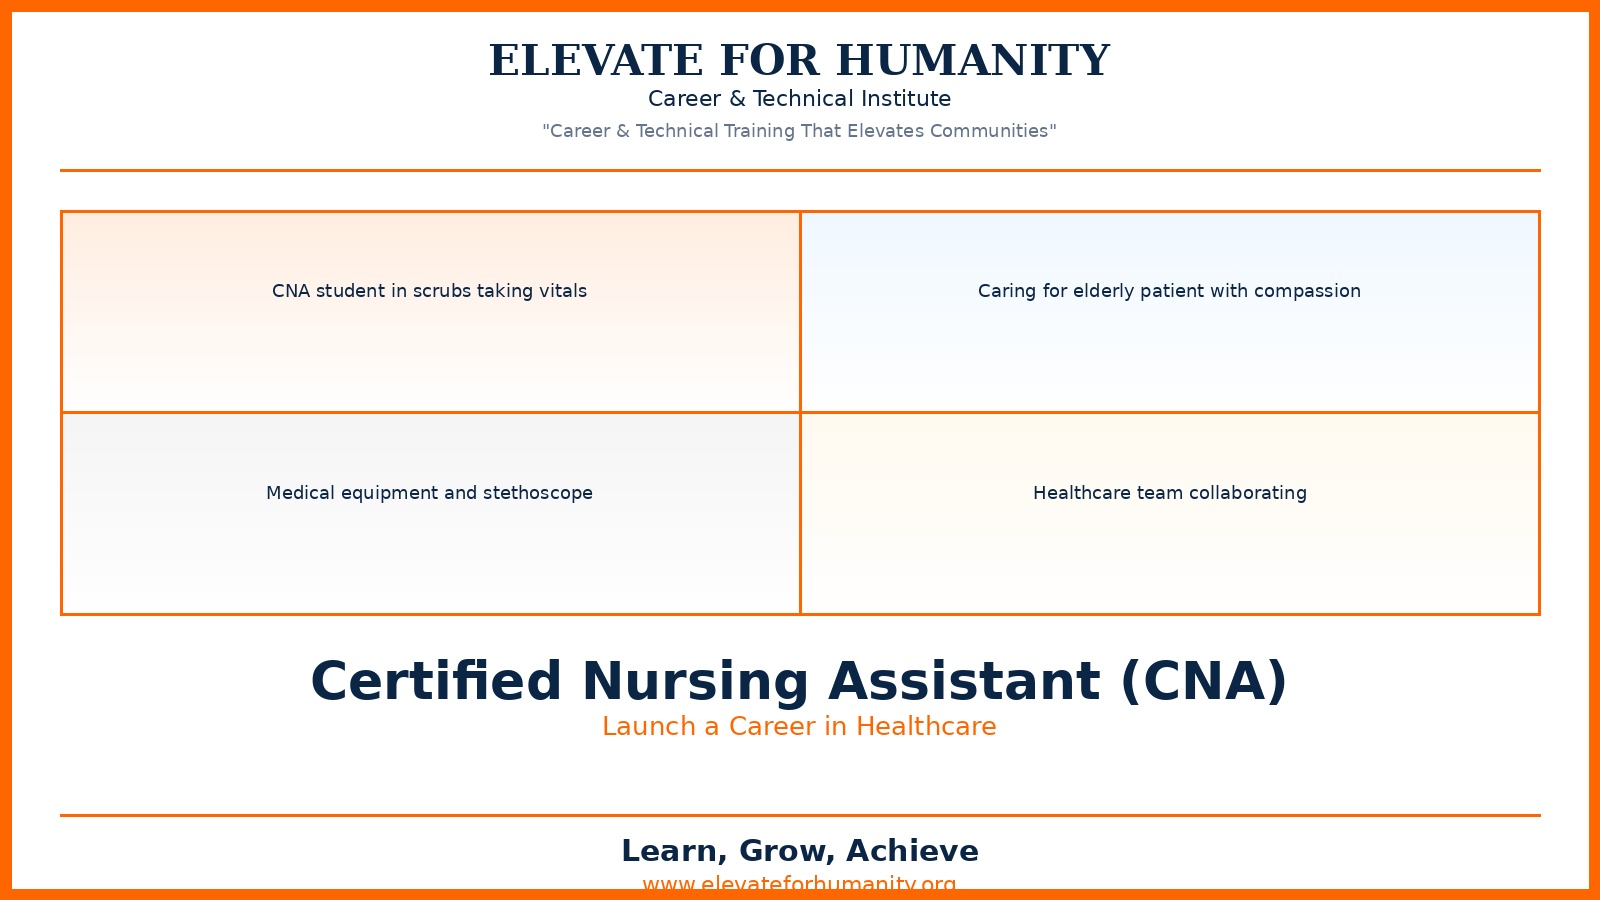 ELEVATE FOR HUMANITY
Career & Technical Institute
"Career & Technical Training That Elevates Communities"
CNA student in scrubs taking vitals
Caring for elderly patient with compassion
Medical equipment and stethoscope
Healthcare team collaborating
Certified Nursing Assistant (CNA)
Launch a Career in Healthcare
Learn, Grow, Achieve
www.elevateforhumanity.org